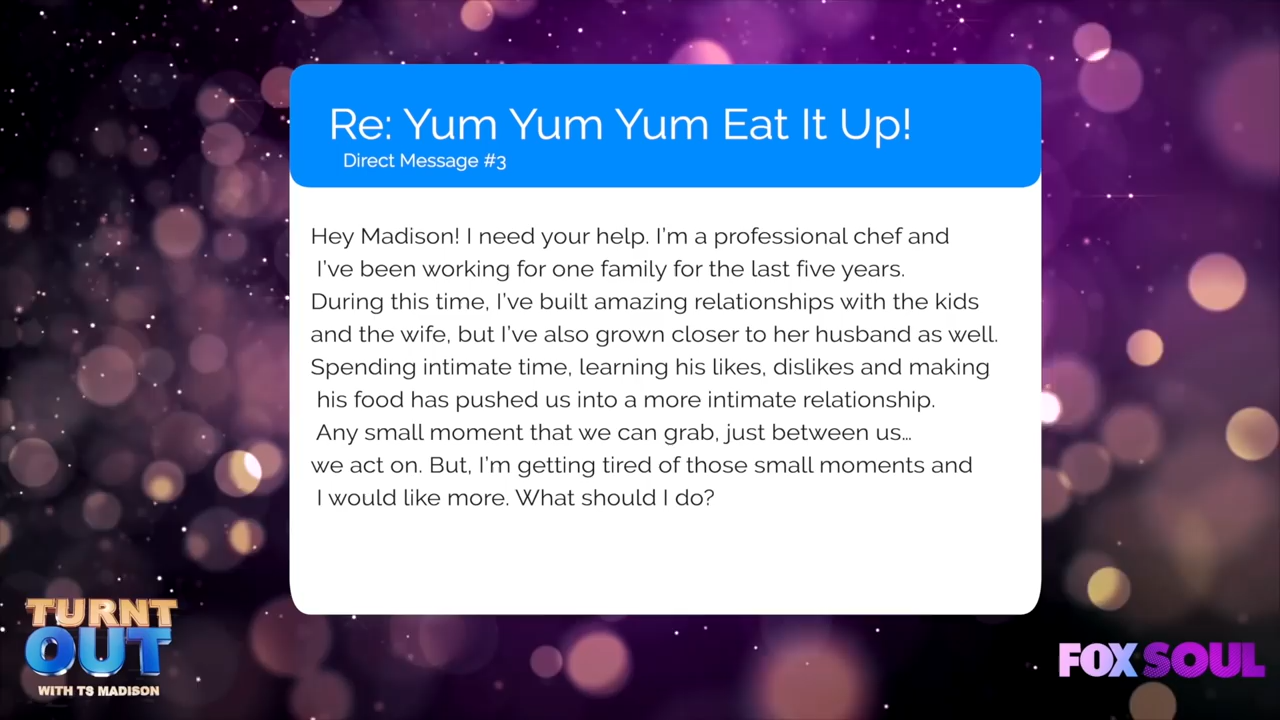 Re: Yum Yum Yum Eat It Up!
Direct Message #3
Hey Madison! I need your help. I'm a professional chef and
I've been working for one family for the last five years.
During this time, I've built amazing relationships with the kids
and the wife, but I've also grown closer to her husband as well.
Spending intimate time, learning his likes, dislikes and making
his food has pushed us into a more intimate relationship.
Any small moment that we can grab, just between us…
we act on. But, I'm getting tired of those small moments and
I would like more. What should I do?
TURNT
OUT
WITH TS MADISON
FOX SOUL